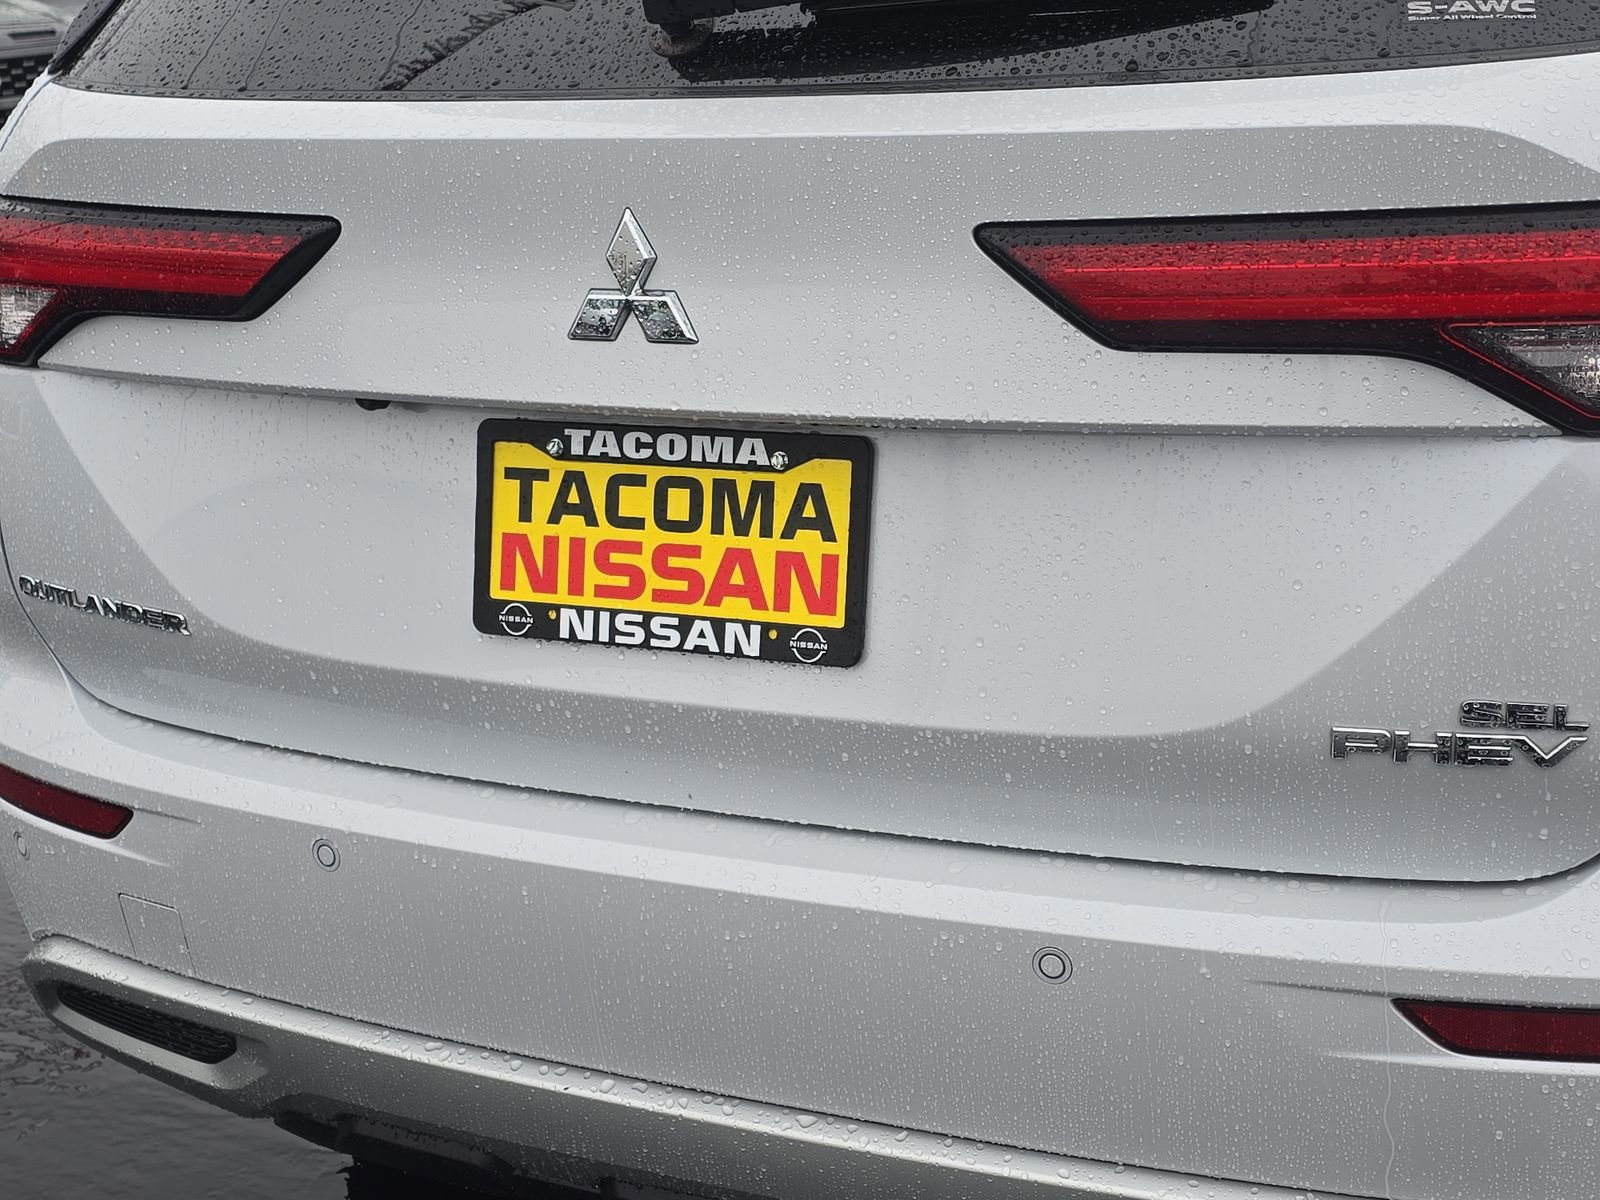 S-AWC
Super All Wheel Control
TACOMA
TACOMA
NISSAN
NISSAN
NISSAN
NISSAN
OUTLANDER
SEL
PHEV